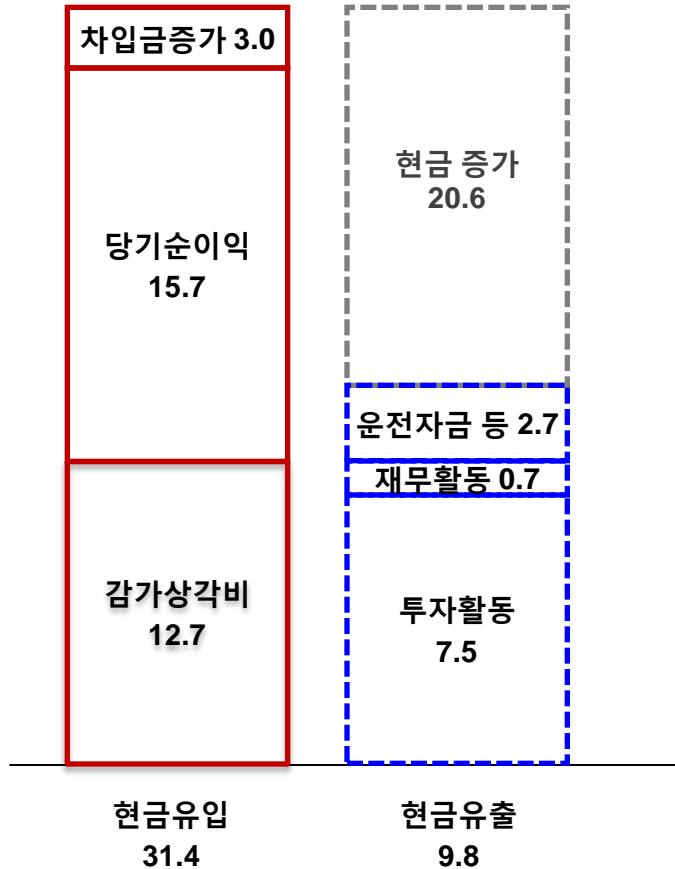 차입금증가 3.0
당기순이익
15.7
감가상각비
12.7
현금유입
31.4
현금 증가
20.6
운전자금 등 2.7
재무활동 0.7
투자활동
7.5
현금유출
9.8